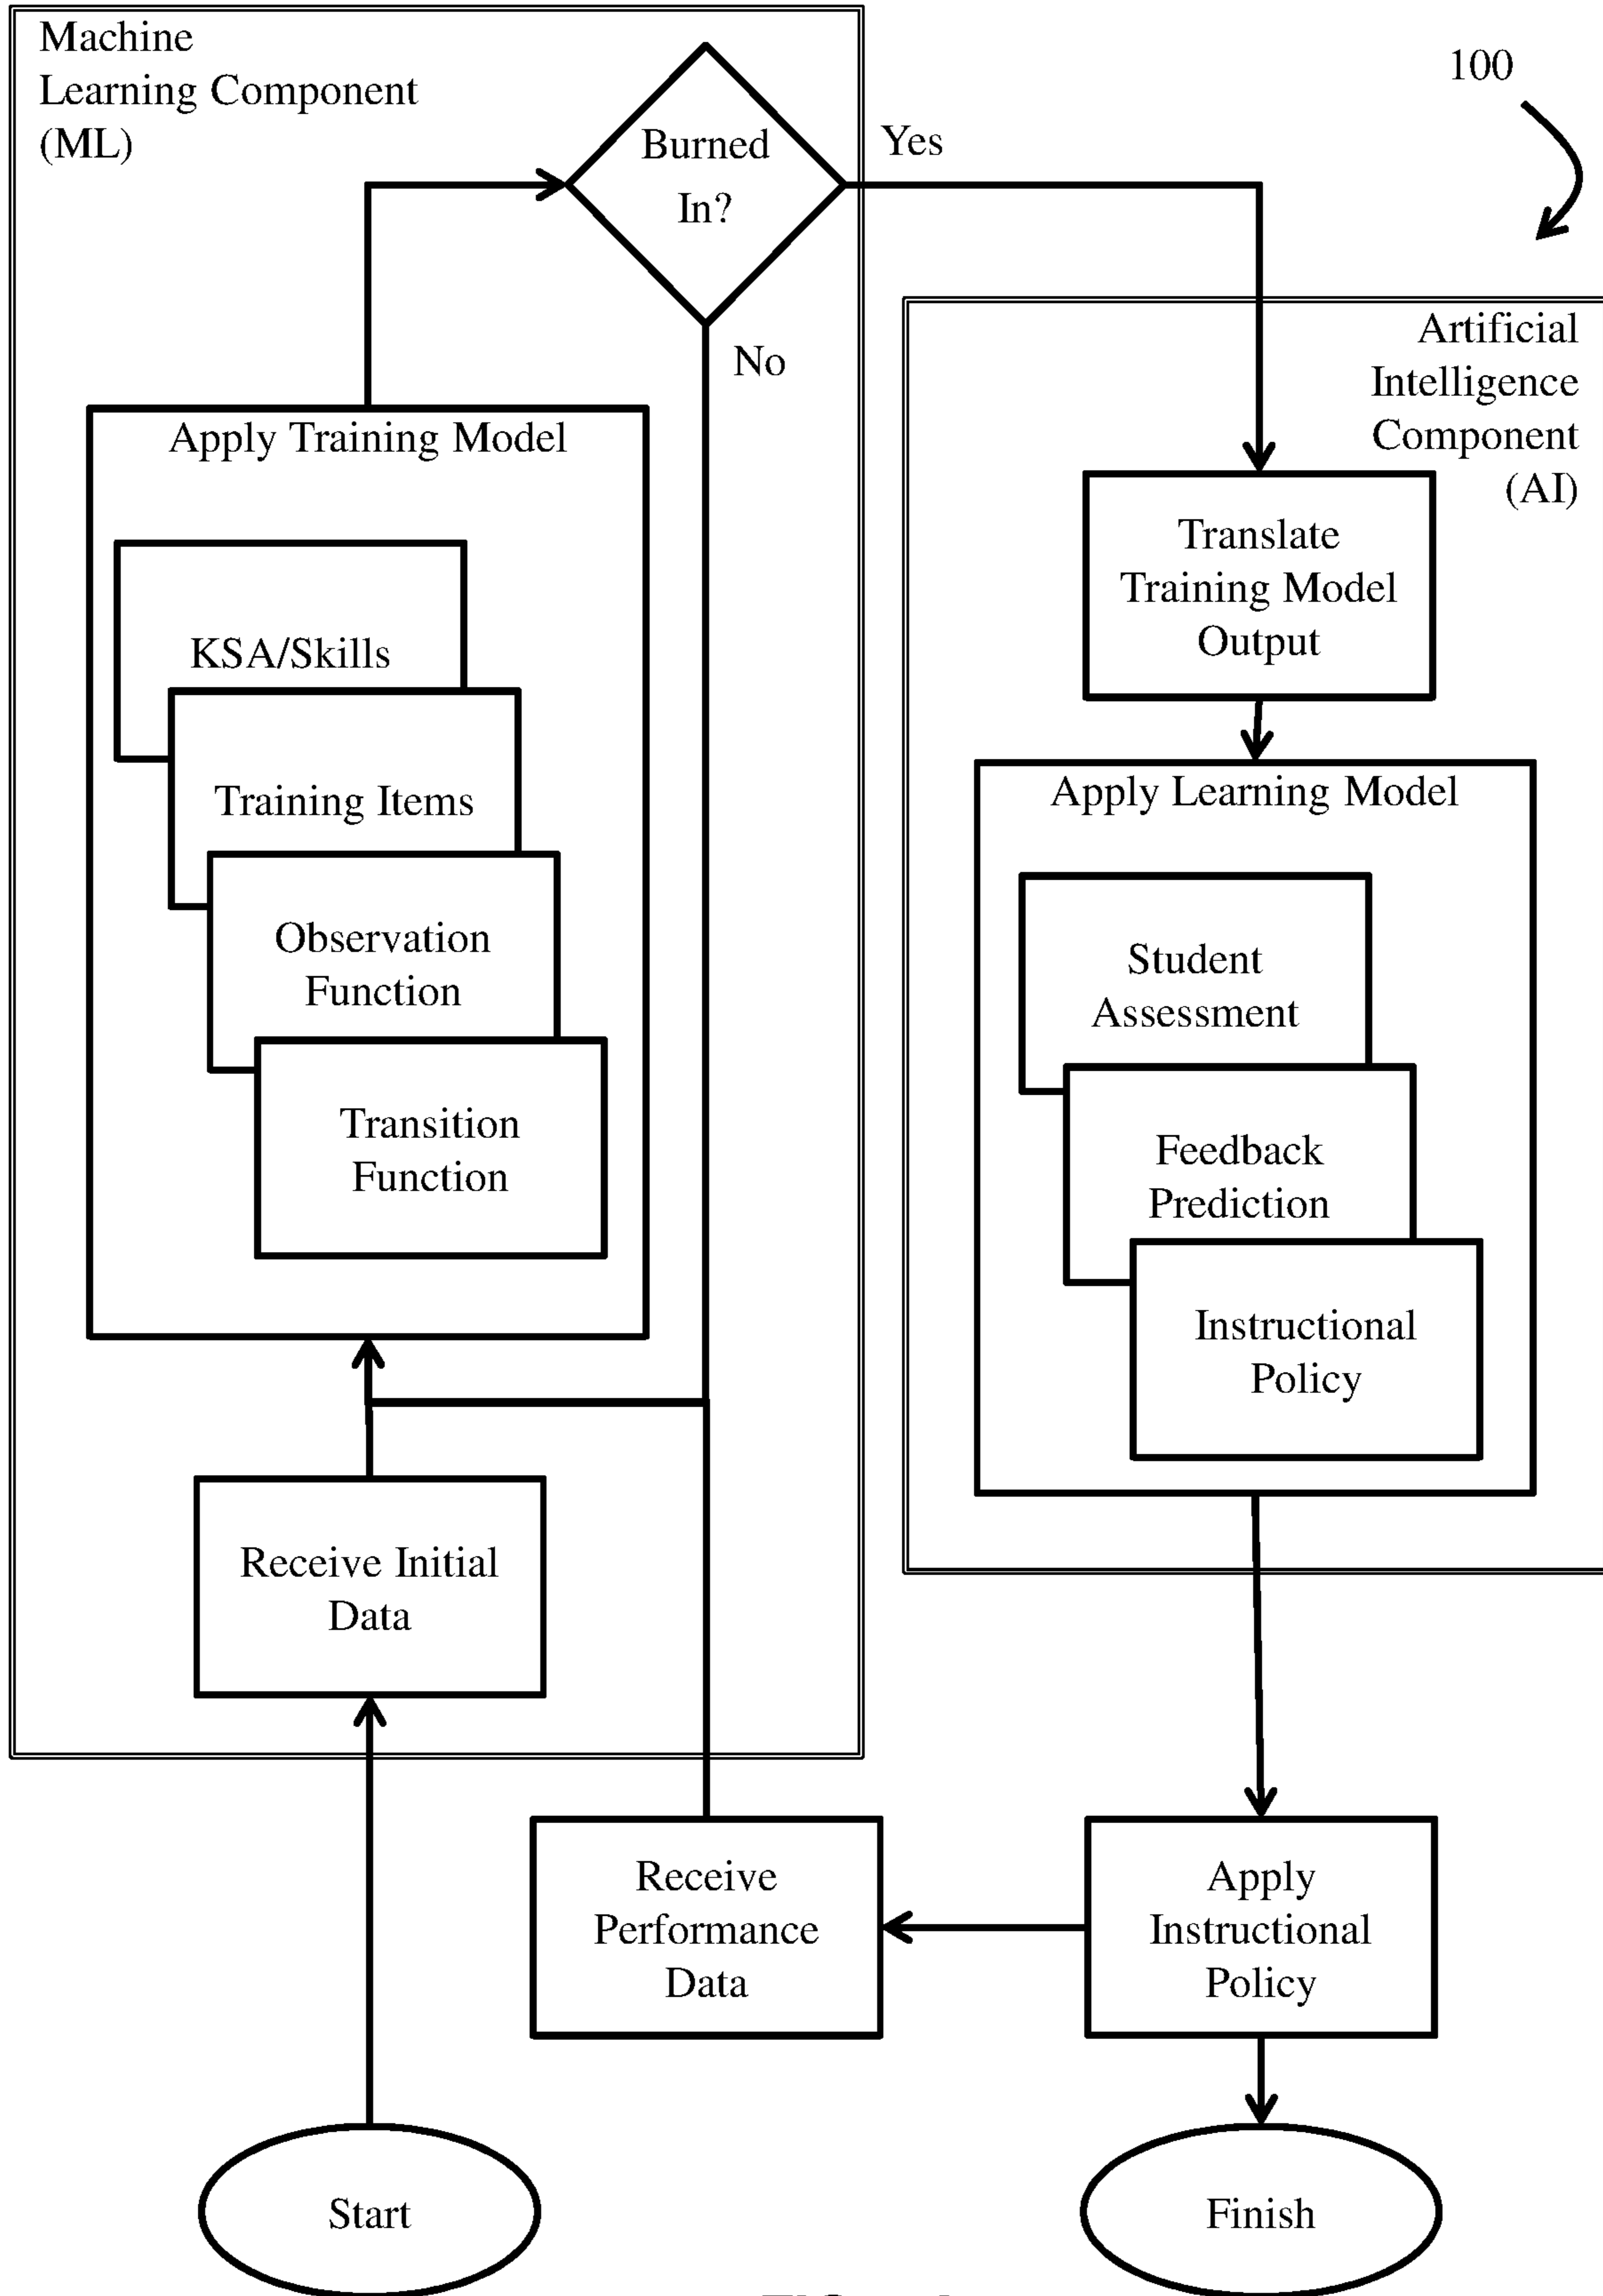 Machine
Learning Component
(ML)
Burned
In?
Yes
No
100
Artificial
Intelligence
Component
(AI)
Apply Training Model
KSA/Skills
Training Items
Observation
Function
Transition
Function
Translate
Training Model
Output
Apply Learning Model
Student
Assessment
Feedback
Prediction
Instructional
Policy
Receive Initial
Data
Receive
Performance
Data
Apply
Instructional
Policy
Start
Finish